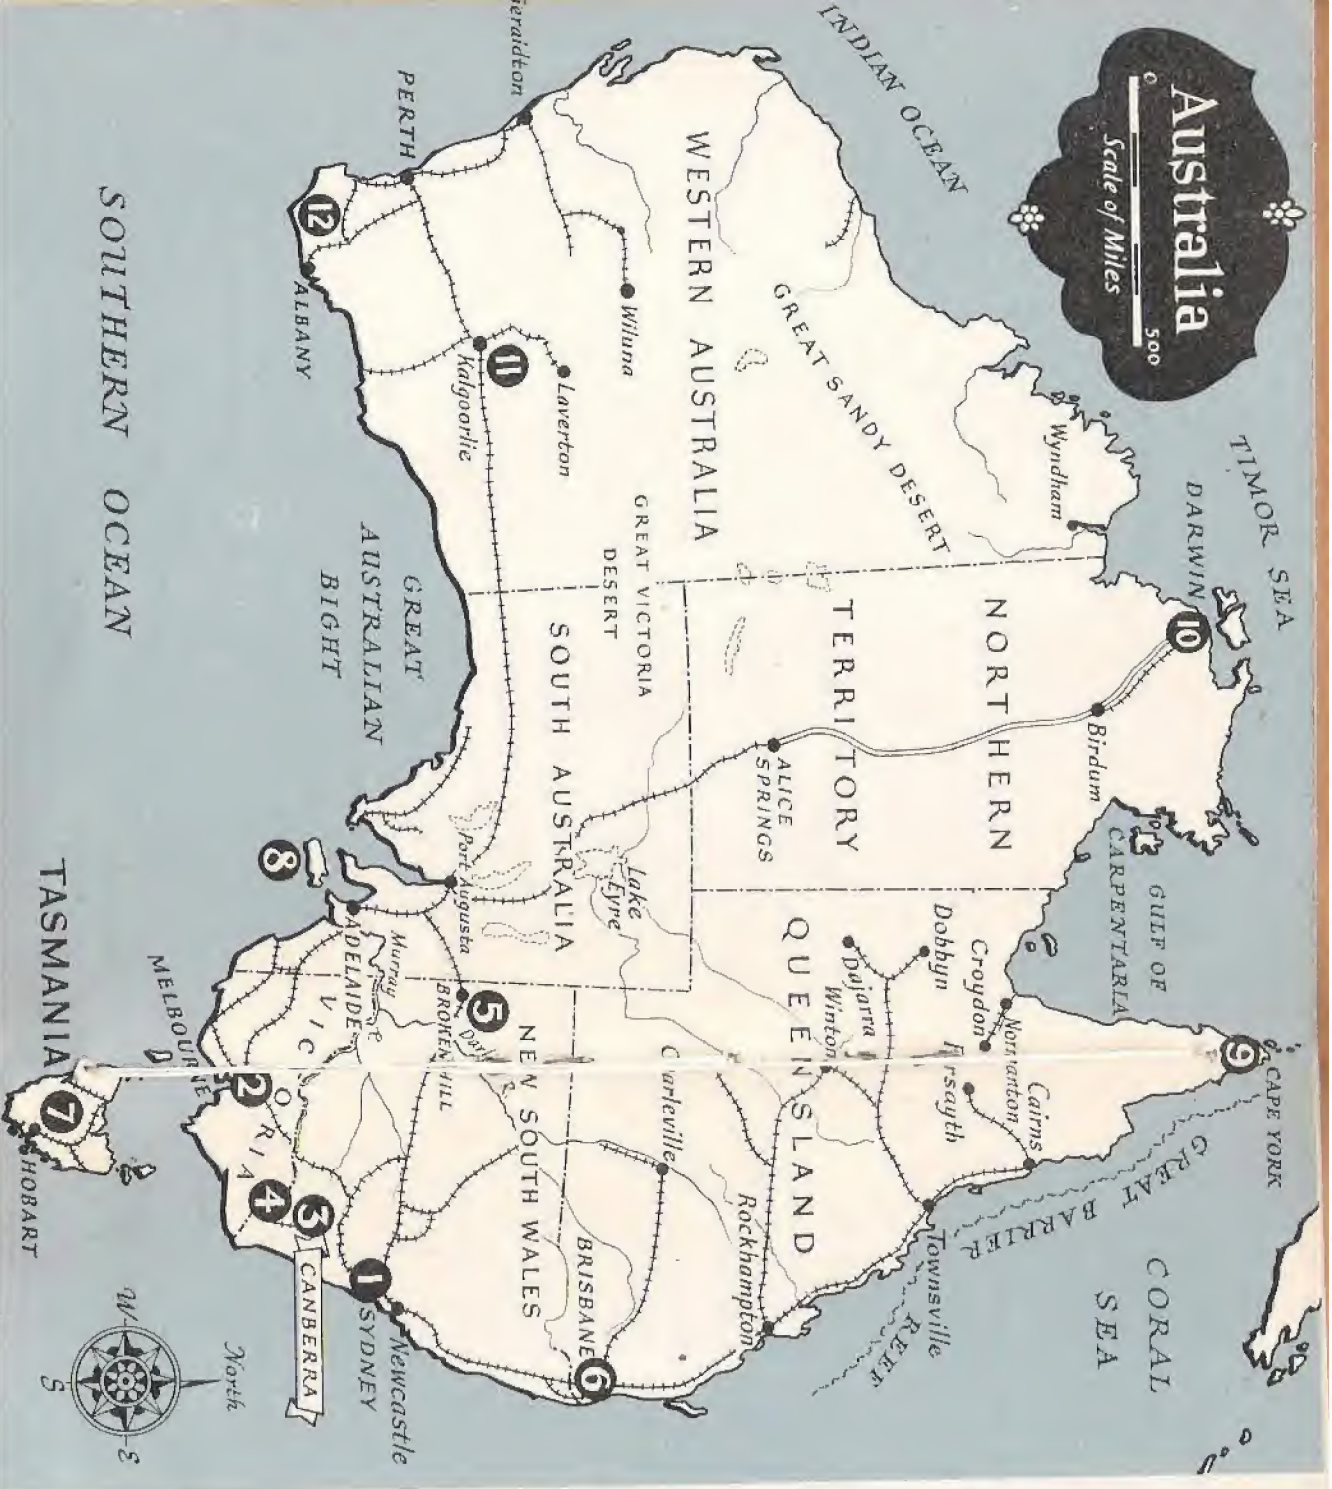 Australia
Scale of Miles
0 500
INDIAN OCEAN
TIMOR SEA
DARWIN
10
Wyndham
Birdum
GULF OF
CARPENTARIA
9
CAPE YORK
GREAT BARRIER
REEF
CORAL
SEA
GREAT SANDY DESERT
NORTHERN
TERRITORY
ALICE
SPRINGS
WESTERN AUSTRALIA
GREAT VICTORIA
DESERT
Wiluna
Laverton
Geraldton
PERTH
11
Kalgoorlie
12
ALBANY
SOUTH AUSTRALIA
Lake
Eyre
Port Augusta
GREAT
AUSTRALIAN
BIGHT
SOUTHERN OCEAN
QUEENSLAND
Dobbyn
Croydon
Normanton
Dajarra
Winton
Forsayth
Cairns
Townsville
Rockhampton
Charleville
BRISBANE
6
NEW SOUTH WALES
5
BROKEN HILL
Dar
R
Murray
R
ADELAIDE
8
VICTORIA
MELBOURNE
2
4
3
CANBERRA
1
SYDNEY
Newcastle
TASMANIA
7
HOBART
North
W
E
S